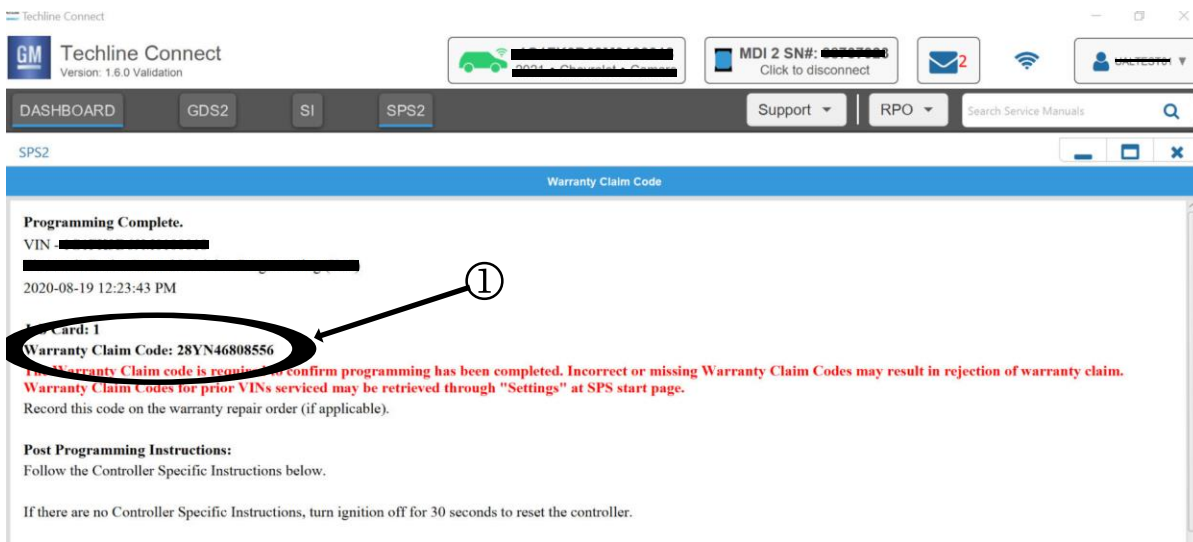 Techline Connect
GM
Techline Connect
Version: 1.6.0 Validation
MDI 2 SN#:
Click to disconnect
2
DASHBOARD GDS2 SI SPS2 Support RPO Search Service Manuals
SPS2
Warranty Claim Code
Programming Complete.
VIN -
2020-08-19 12:23:43 PM
①
Card: 1
Warranty Claim Code: 28YN46808556
The Warranty Claim code is required to confirm programming has been completed. Incorrect or missing Warranty Claim Codes may result in rejection of warranty claim.
Warranty Claim Codes for prior VINs serviced may be retrieved through "Settings" at SPS start page.
Record this code on the warranty repair order (if applicable).
Post Programming Instructions:
Follow the Controller Specific Instructions below.
If there are no Controller Specific Instructions, turn ignition off for 30 seconds to reset the controller.